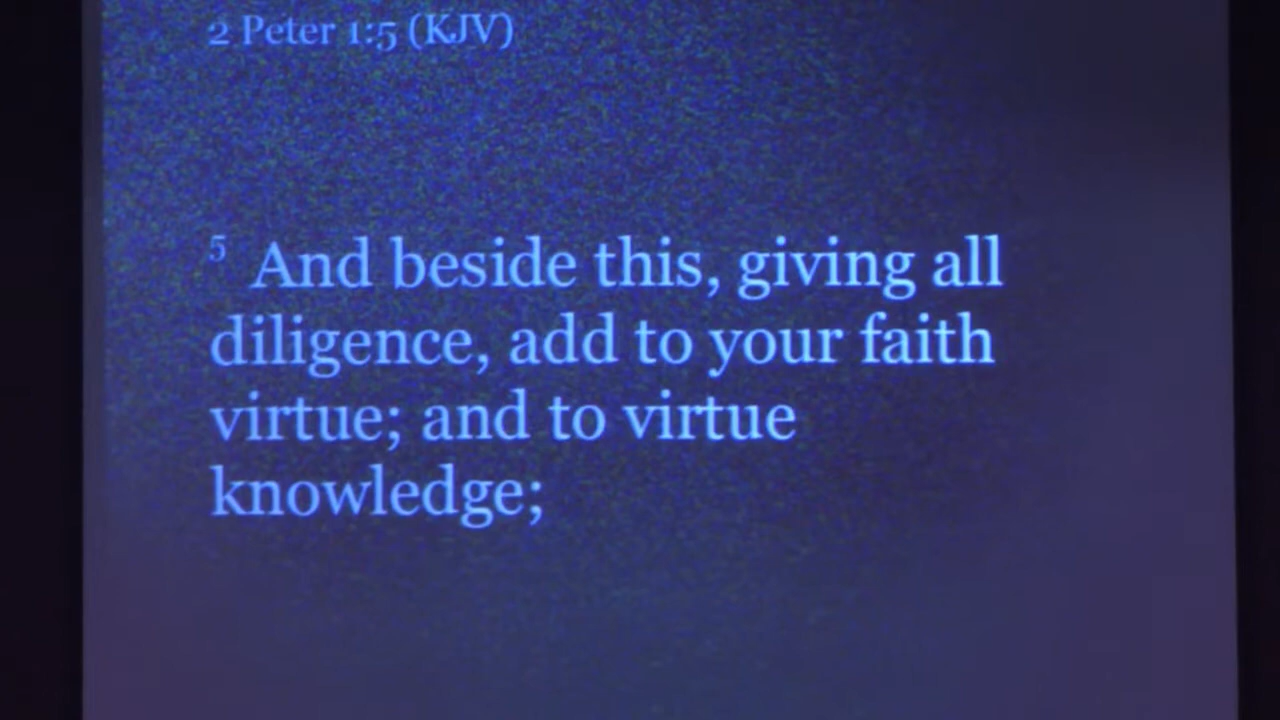 2 Peter 1:5 (KJV)
5 And beside this, giving all
diligence, add to your faith
virtue; and to virtue
knowledge;